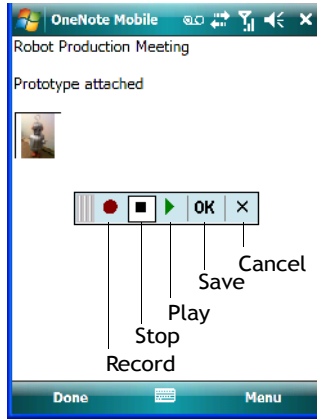 OneNote Mobile
Robot Production Meeting
Prototype attached
OK
Cancel
Save
Play
Stop
Record
Done Menu